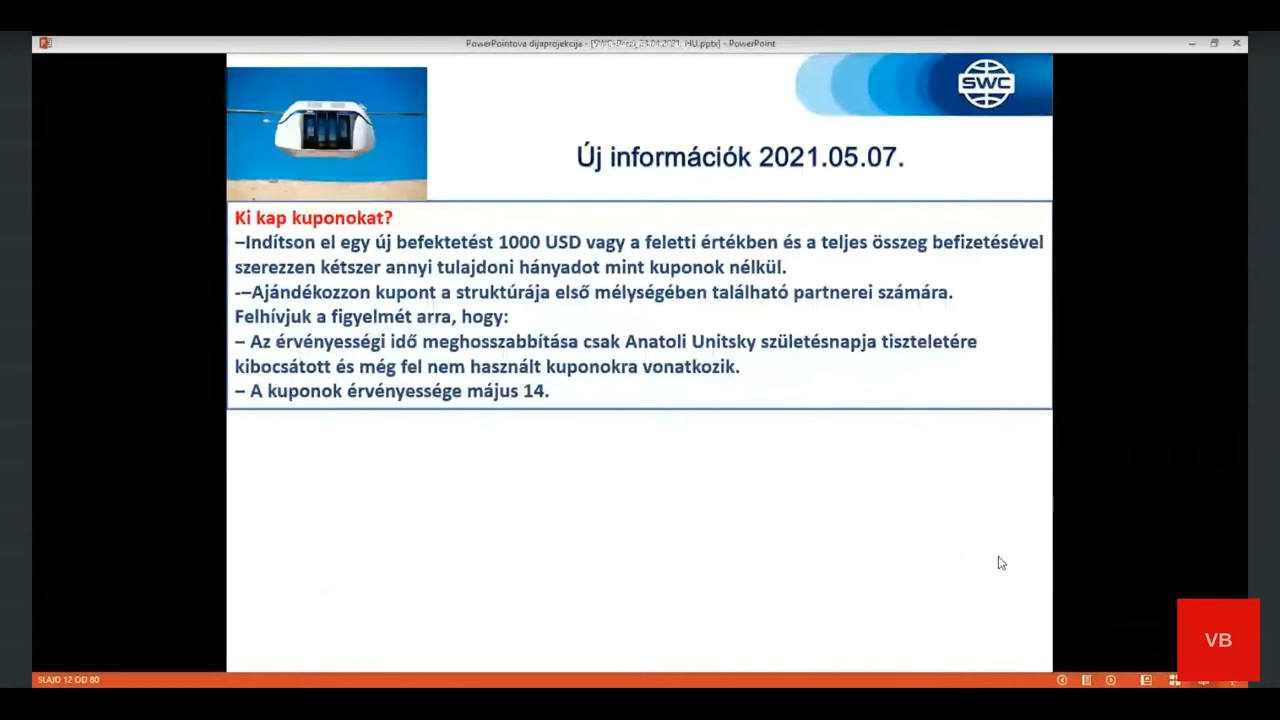 PowerPointova dijaprojekcija - [SWC HU.pptx] - PowerPoint
SWC
Új információk 2021.05.07.
Ki kap kuponokat?
–Indítson el egy új befektetést 1000 USD vagy a feletti értékben és a teljes összeg befizetésével
szerezzen kétszer annyi tulajdoni hányadot mint kuponok nélkül.
-–Ajándékozzon kupont a struktúrája első mélységében található partnerei számára.
Felhívjuk a figyelmét arra, hogy:
– Az érvényességi idő meghosszabbítása csak Anatoli Unitsky születésnapja tiszteletére
kibocsátott és még fel nem használt kuponokra vonatkozik.
– A kuponok érvényessége május 14.
VB
SLAJD 12 OD 80